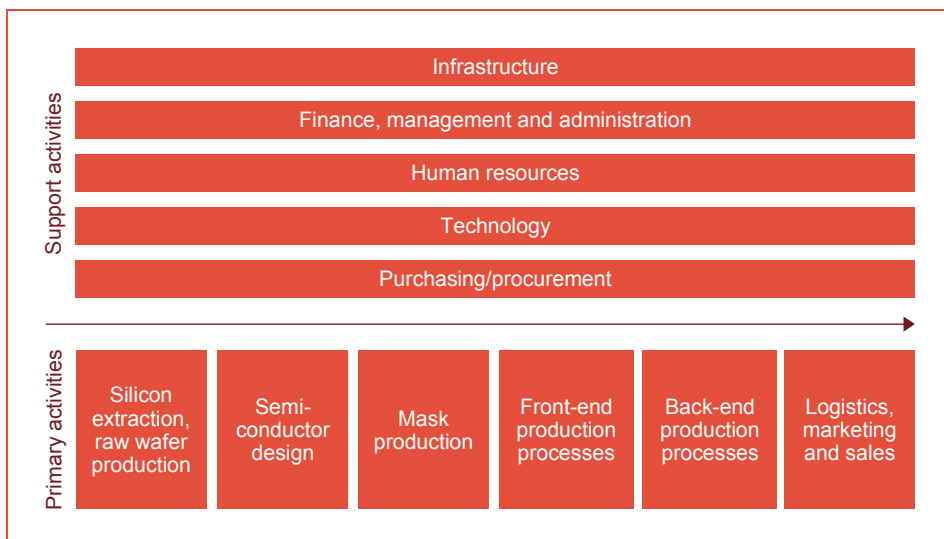 Support activities
Infrastructure
Finance, management and administration
Human resources
Technology
Purchasing/procurement
Primary activities
Silicon
extraction,
raw wafer
production
Semi-
conductor
design
Mask
production
Front-end
production
processes
Back-end
production
processes
Logistics,
marketing
and sales